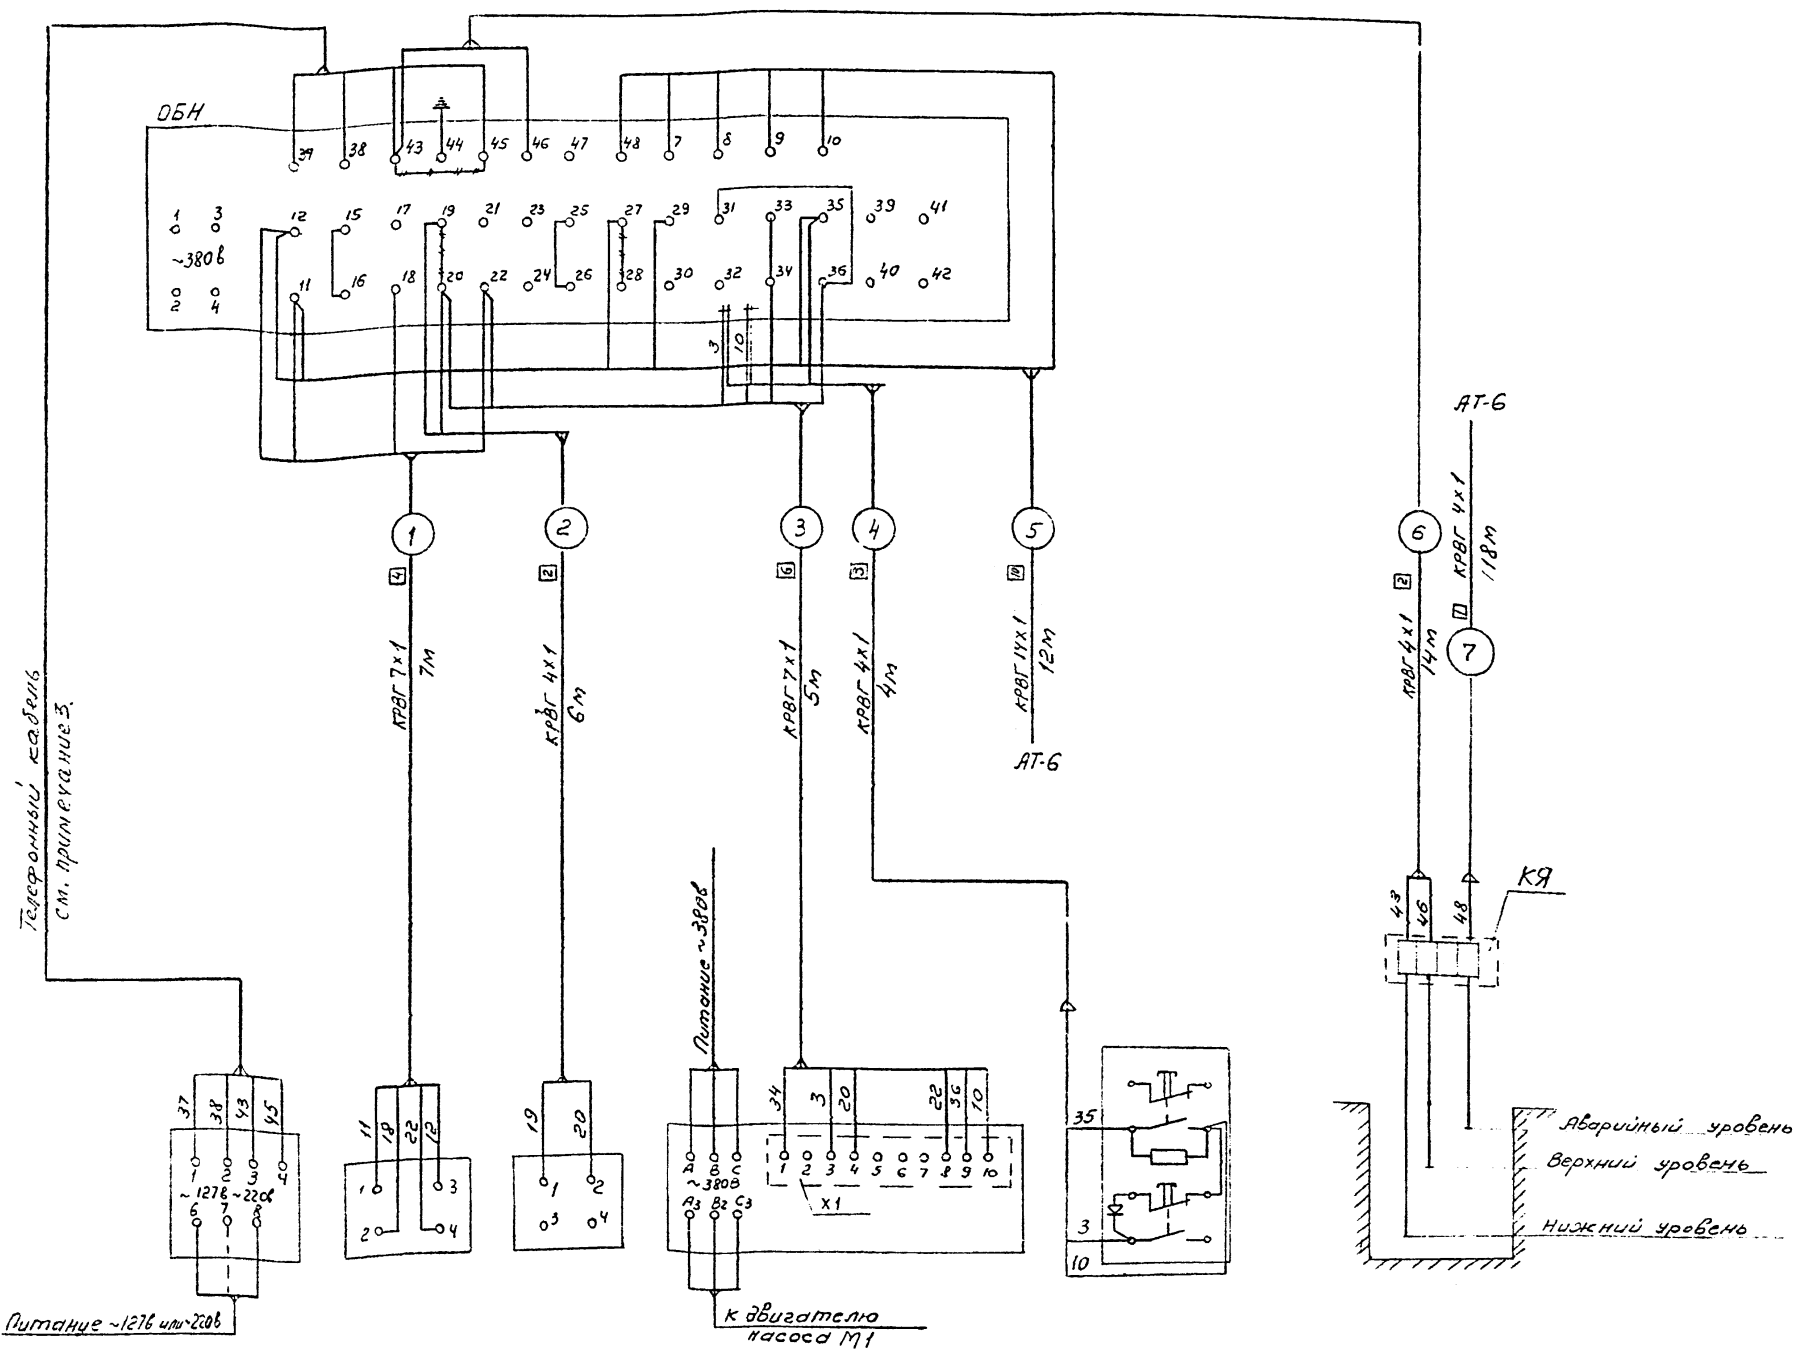 ОБН
39 38 43 44 45 46 47 48 7 8 9 10
1 3 12 15 17 19 21 23 25 27 29 31 33 35 39 41
~380в
2 4 11 16 18 20 22 24 26 28 30 32 34 36 40 42
3 10
АТ-6
1 2 3 4 5 6
4 2 6 3 10 2
КРВГ 4х1
118м
1
7
КРВГ 7х1
7м
КРВГ 4х1
6м
КРВГ 7х1
5м
КРВГ 4х1
4м
КРВГ 14х1
12м
АТ-6
КРВГ 4х1
14м
Телефонный кабель
см. примечание 3.
Питание ~380в
КЯ
43 46 48
37 38 43 45
1 2 3 4
~127в ~220в
6 7 8
Питание ~127в или ~220в
11 18 22 12
1 3
2 4
19 20
1 2
3 4
A B C
~380В
A3 B2 C3
к двигателю
насоса М1
34 3 20 22 36 10
1 2 3 4 5 6 7 8 9 10
X1
35
3
10
Аварийный уровень
Верхний уровень
Нижний уровень